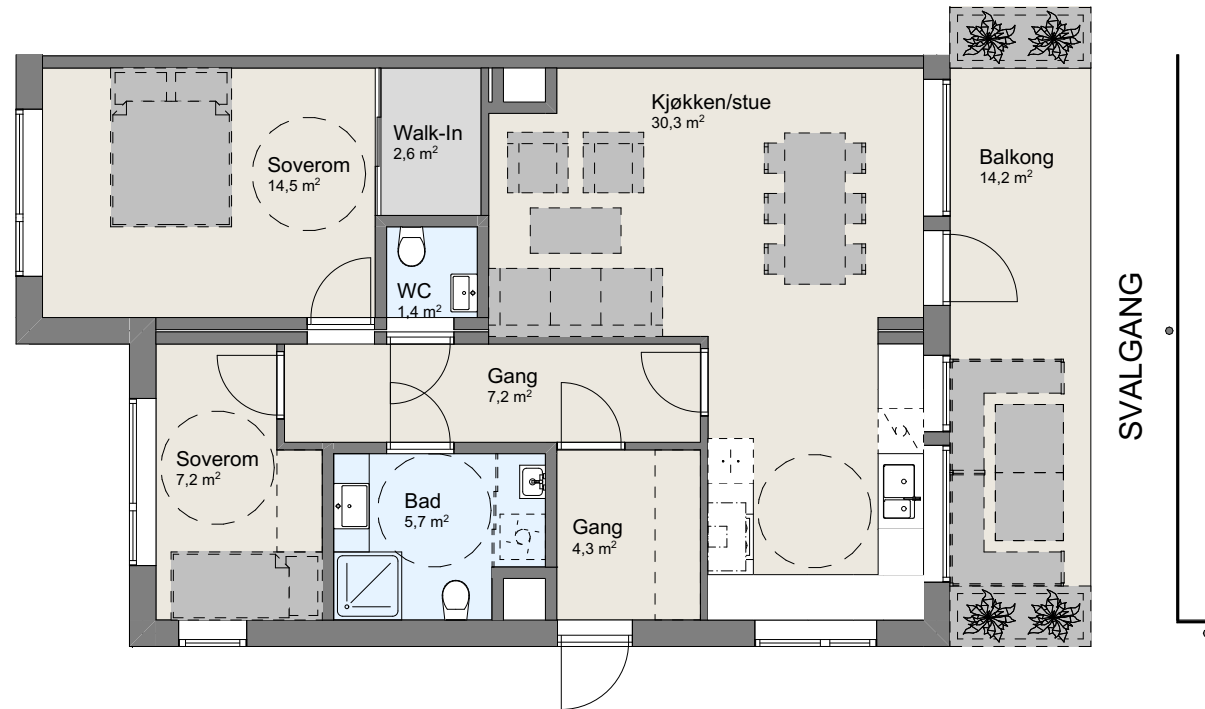 Kjøkken/stue
30,3 m²
Walk-In
2,6 m²
Soverom
14,5 m²
Balkong
14,2 m²
WC
1,4 m²
SVALGANG
Gang
7,2 m²
Soverom
7,2 m²
Bad
5,7 m²
Gang
4,3 m²